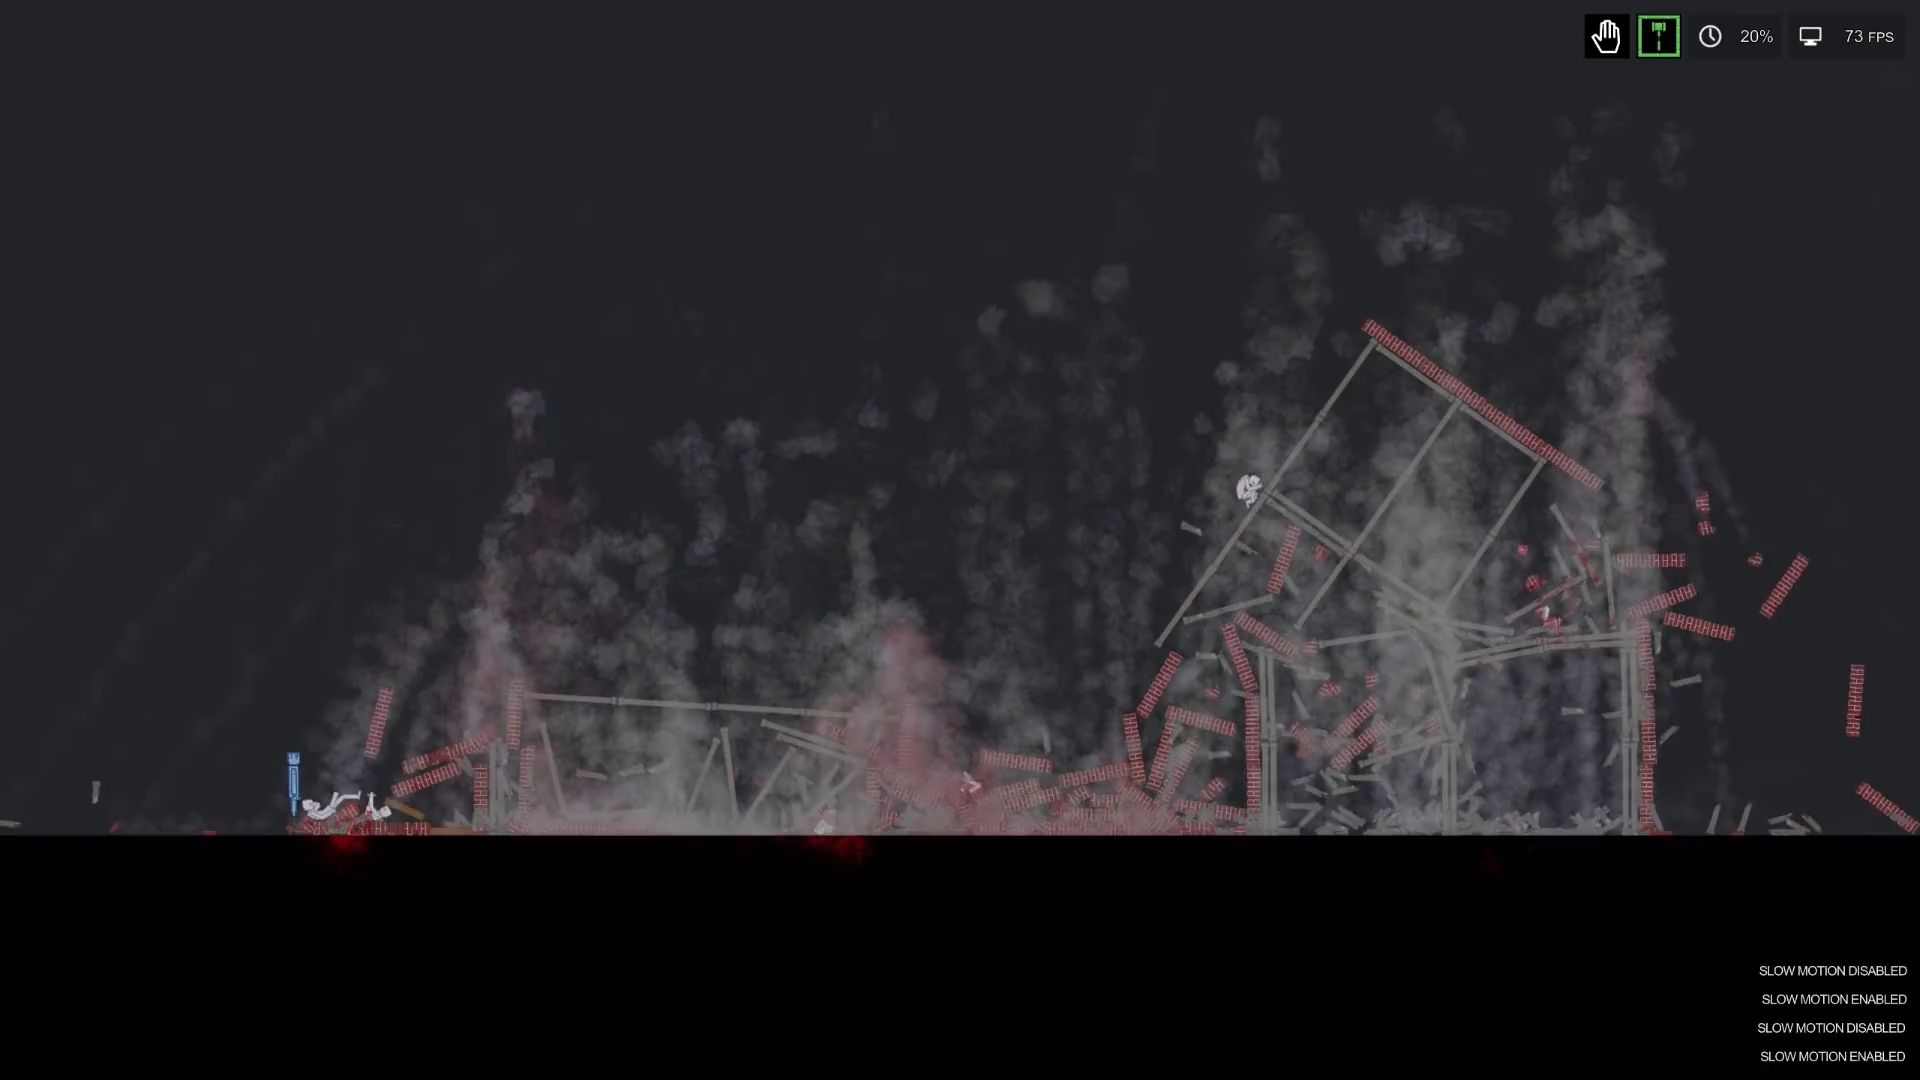 20%
73 FPS
SLOW MOTION DISABLED
SLOW MOTION ENABLED
SLOW MOTION DISABLED
SLOW MOTION ENABLED